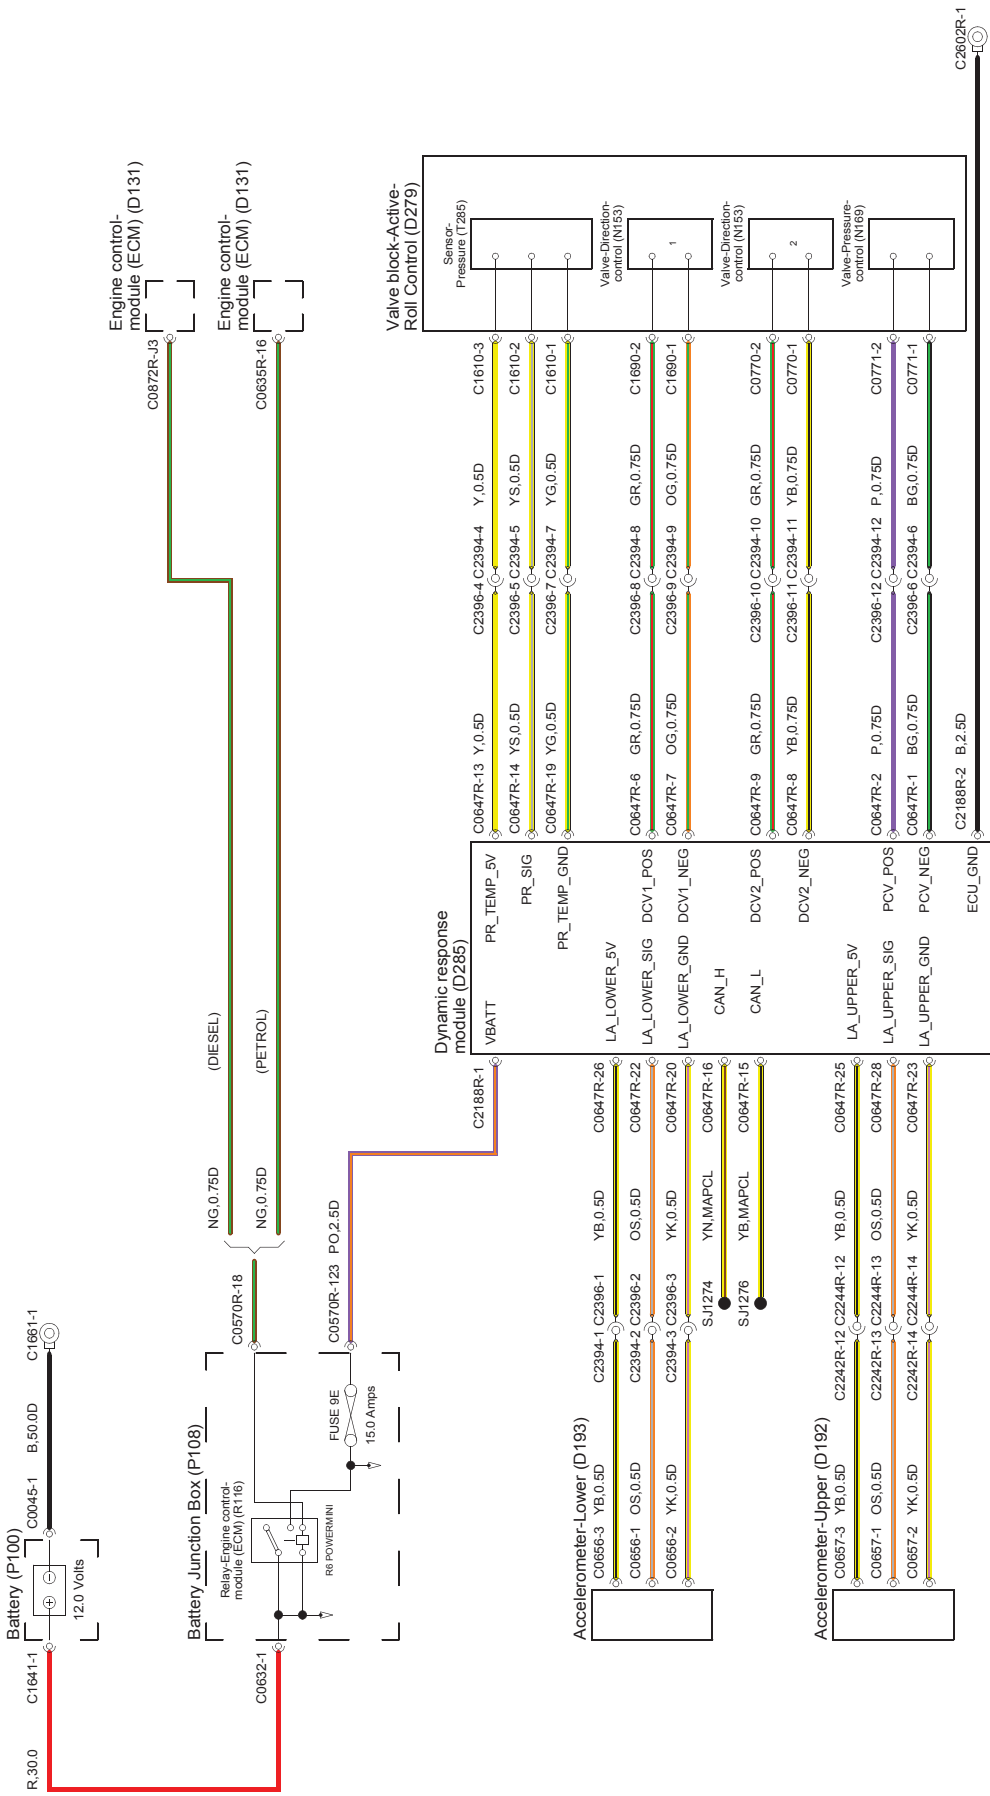 Battery (P100)
12.0 Volts
C1641-1
R,30.0
C0045-1
B,50.0D
C1661-1
Battery Junction Box (P108)
Relay-Engine control-
module (ECM) (R116)
R6 POWERMINI
FUSE 9E
15.0 Amps
C0632-1
C0570R-18
C0570R-123
PO,2.5D
NG,0.75D
(DIESEL)
NG,0.75D
(PETROL)
Engine control-
module (ECM) (D131)
C0872R-J3
Engine control-
module (ECM) (D131)
C0635R-16
Dynamic response
module (D285)
C2188R-1
VBATT
PR_TEMP_5V
PR_SIG
PR_TEMP_GND
LA_LOWER_5V
LA_LOWER_SIG
DCV1_POS
LA_LOWER_GND
DCV1_NEG
CAN_H
CAN_L
DCV2_POS
DCV2_NEG
LA_UPPER_5V
LA_UPPER_SIG
PCV_POS
LA_UPPER_GND
PCV_NEG
ECU_GND
Valve block-Active-
Roll Control (D279)
Sensor-
Pressure (T285)
Valve-Direction-
control (N153)
1
Valve-Direction-
control (N153)
2
Valve-Pressure-
control (N169)
C0647R-13 Y,0.5D C2396-4 C2394-4 Y,0.5D C1610-3
C0647R-14 YS,0.5D C2396-5 C2394-5 YS,0.5D C1610-2
C0647R-19 YG,0.5D C2396-7 C2394-7 YG,0.5D C1610-1
C0647R-6 GR,0.75D C2396-8 C2394-8 GR,0.75D C1690-2
C0647R-7 OG,0.75D C2396-9 C2394-9 OG,0.75D C1690-1
C0647R-9 GR,0.75D C2396-10 C2394-10 GR,0.75D C0770-2
C0647R-8 YB,0.75D C2396-11 C2394-11 YB,0.75D C0770-1
C0647R-2 P,0.75D C2396-12 C2394-12 P,0.75D C0771-2
C0647R-1 BG,0.75D C2396-6 C2394-6 BG,0.75D C0771-1
C2188R-2 B,2.5D C2602R-1
Accelerometer-Lower (D193)
C0656-3 YB,0.5D C2394-1 C2396-1 YB,0.5D C0647R-26
C0656-1 OS,0.5D C2394-2 C2396-2 OS,0.5D C0647R-22
C0656-2 YK,0.5D C2394-3 C2396-3 YK,0.5D C0647R-20
SJ1274 YN,MAPCL C0647R-16
SJ1276 YB,MAPCL C0647R-15
Accelerometer-Upper (D192)
C0657-3 YB,0.5D C2242R-12 C2244R-12 YB,0.5D C0647R-25
C0657-1 OS,0.5D C2242R-13 C2244R-13 OS,0.5D C0647R-28
C0657-2 YK,0.5D C2242R-14 C2244R-14 YK,0.5D C0647R-23